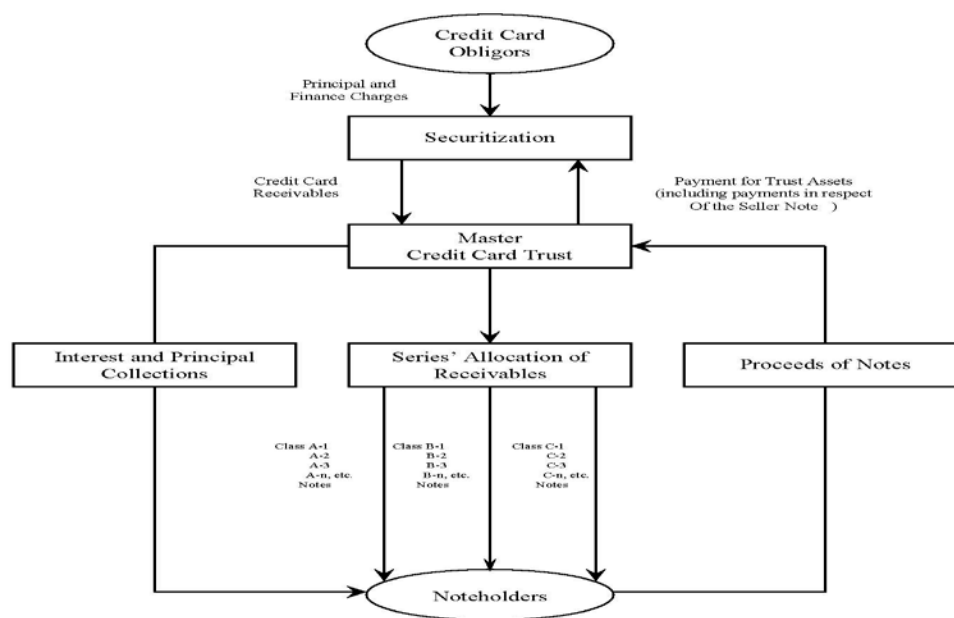 Credit Card
Obligors
Principal and
Finance Charges
Securitization
Credit Card
Receivables
Payment for Trust Assets
(including payments in respect
Of the Seller Note )
Master
Credit Card Trust
Interest and Principal
Collections
Series’ Allocation of
Receivables
Proceeds of Notes
Class A-1
A-2
A-3
A-n, etc.
Notes
Class B-1
B-2
B-3
B-n, etc.
Notes
Class C-1
C-2
C-3
C-n, etc.
Notes
Noteholders